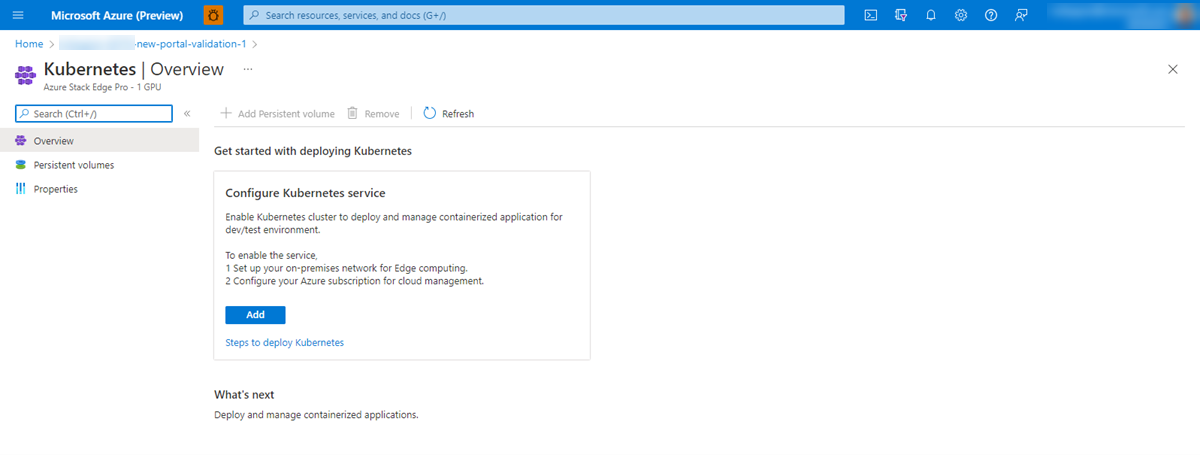 Microsoft Azure (Preview)
Search resources, services, and docs (G+/)
Home > -new-portal-validation-1 >
Kubernetes | Overview ...
Azure Stack Edge Pro - 1 GPU
Search (Ctrl+/) «
Add Persistent volume Remove Refresh
Overview
Persistent volumes
Properties
Get started with deploying Kubernetes
Configure Kubernetes service
Enable Kubernetes cluster to deploy and manage containerized application for
dev/test environment.
To enable the service,
1 Set up your on-premises network for Edge computing.
2 Configure your Azure subscription for cloud management.
Add
Steps to deploy Kubernetes
What's next
Deploy and manage containerized applications.